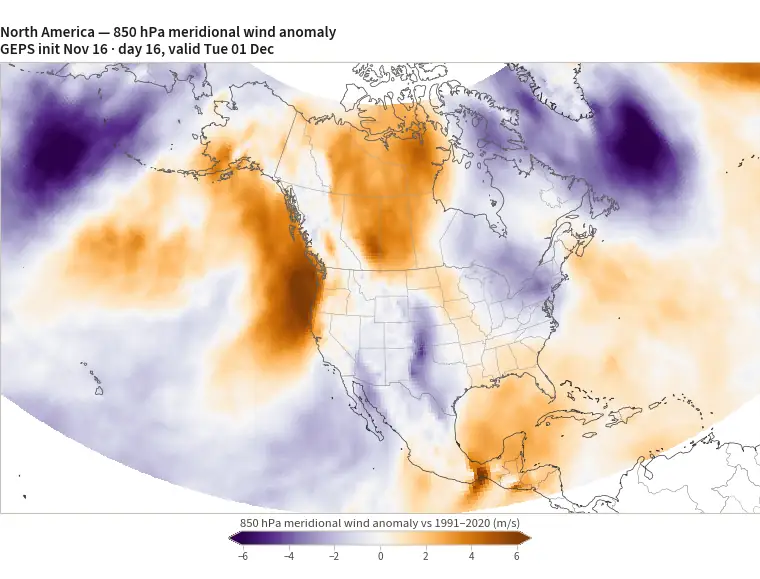 North America — 850 hPa meridional wind anomaly
GEPS init Nov 16 · day 16, valid Tue 01 Dec
850 hPa meridional wind anomaly vs 1991–2020 (m/s)
−6 −4 −2 0 2 4 6